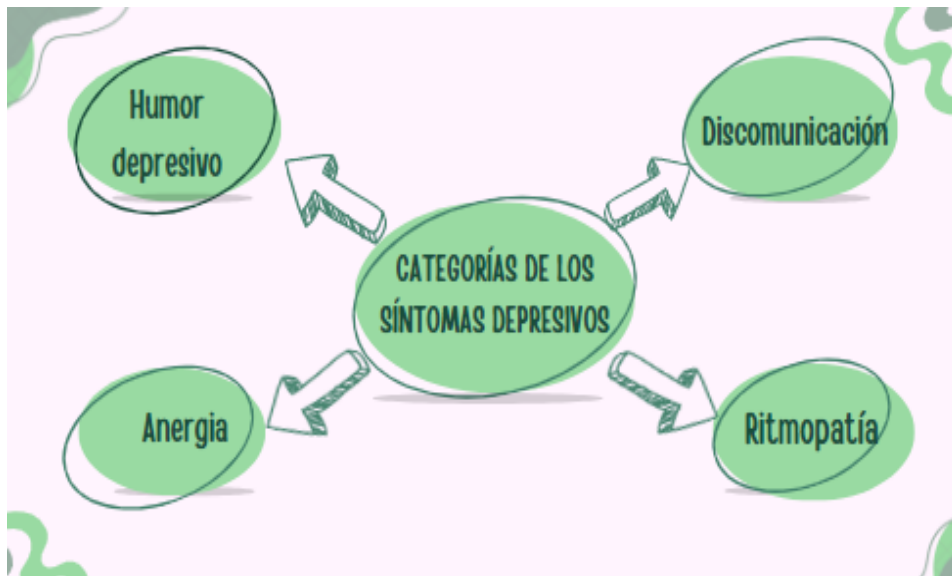 Humor
depresivo
Discomunicación
CATEGORÍAS DE LOS
SÍNTOMAS DEPRESIVOS
Anergia
Ritmopatía